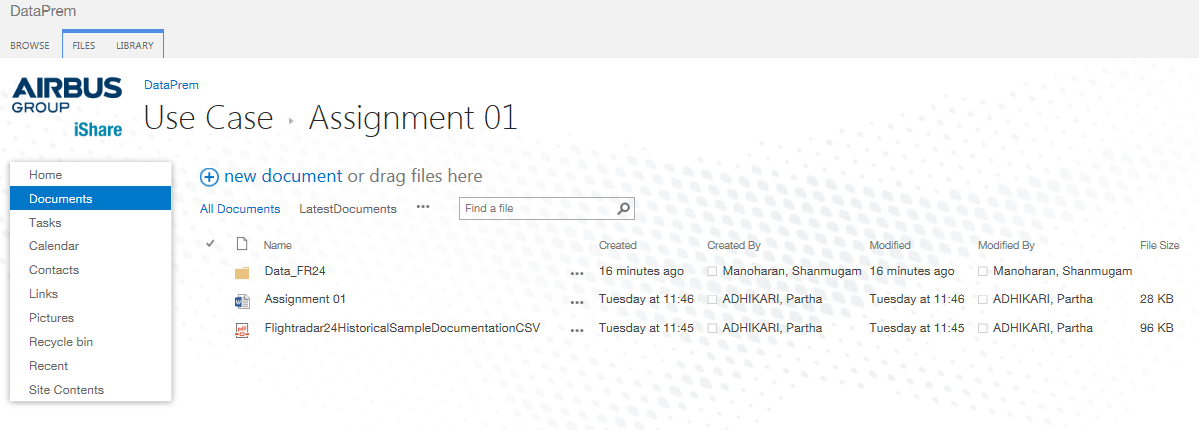 DataPrem
BROWSE FILES LIBRARY
AIRBUS
GROUP
iShare
DataPrem
Use Case Assignment 01
Home
Documents
Tasks
Calendar
Contacts
Links
Pictures
Recycle bin
Recent
Site Contents
new document or drag files here
All Documents LatestDocuments ... Find a file
Name Created Created By Modified Modified By File Size
Data_FR24 ... 16 minutes ago Manoharan, Shanmugam 16 minutes ago Manoharan, Shanmugam
Assignment 01 ... Tuesday at 11:46 ADHIKARI, Partha Tuesday at 11:46 ADHIKARI, Partha 28 KB
Flightradar24HistoricalSampleDocumentationCSV ... Tuesday at 11:45 ADHIKARI, Partha Tuesday at 11:45 ADHIKARI, Partha 96 KB